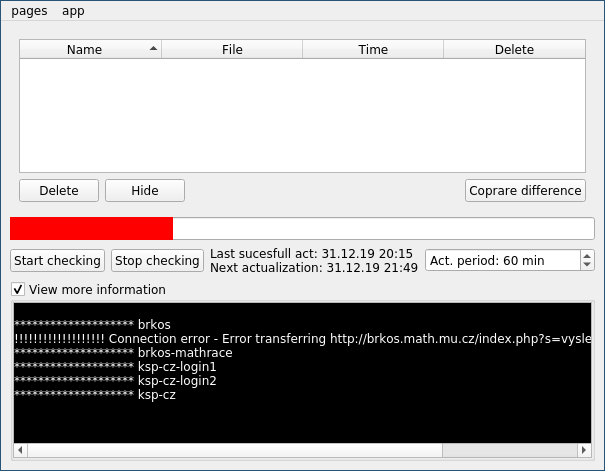 pages app
Name File Time Delete
Delete Hide Coprare difference
Start checking Stop checking Last sucesfull act: 31.12.19 20:15 Act. period: 60 min
Next actualization: 31.12.19 21:49
View more information
******************** brkos
!!!!!!!!!!!!!!!!!!! Connection error - Error transferring http://brkos.math.mu.cz/index.php?s=vysle
******************** brkos-mathrace
******************** ksp-cz-login1
******************** ksp-cz-login2
******************** ksp-cz